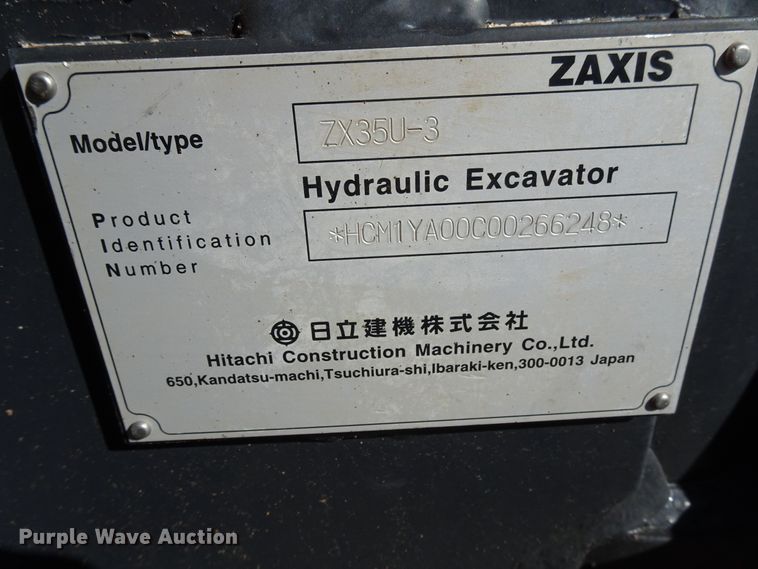 ZAXIS
Model/type ZX35U-3
Hydraulic Excavator
Product
Identification *HCM1YA00C00266248*
Number
日立建機株式会社
Hitachi Construction Machinery Co.,Ltd.
650,Kandatsu-machi,Tsuchiura-shi,Ibaraki-ken,300-0013 Japan
Purple Wave Auction